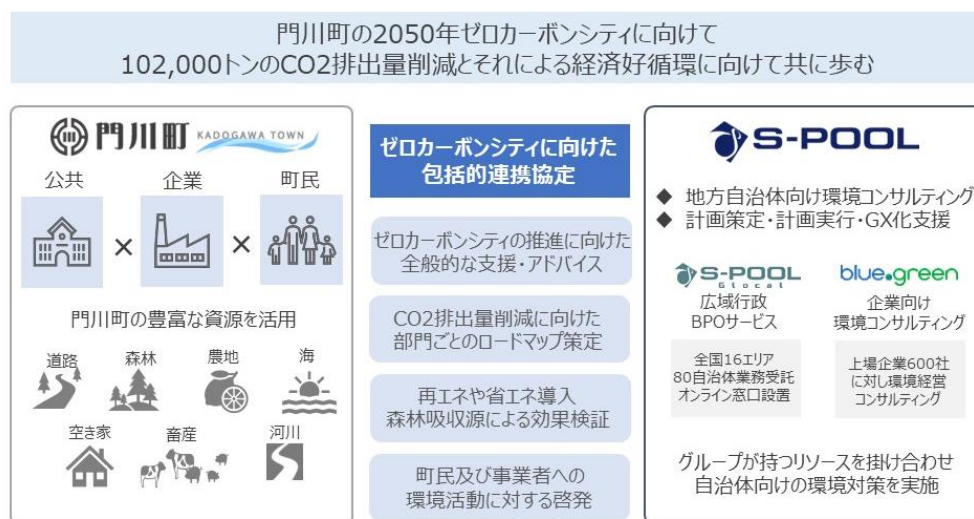 門川町の2050年ゼロカーボンシティに向けて
102,000トンのCO2排出量削減とそれによる経済好循環に向けて共に歩む
門川町 KADOGAWA TOWN
公共
企業
町民
×
×
門川町の豊富な資源を活用
道路
森林
農地
海
空き家
畜産
河川
ゼロカーボンシティに向けた
包括的連携協定
ゼロカーボンシティの推進に向けた
全般的な支援・アドバイス
CO2排出量削減に向けた
部門ごとのロードマップ策定
再エネや省エネ導入
森林吸収源による効果検証
町民及び事業者への
環境活動に対する啓発
S-POOL
◆ 地方自治体向け環境コンサルティング
◆ 計画策定・計画実行・GX化支援
S-POOL
Glocal
広域行政
BPOサービス
全国16エリア
80自治体業務受託
オンライン窓口設置
blue.green
企業向け
環境コンサルティング
上場企業600社
に対し環境経営
コンサルティング
グループが持つリソースを掛け合わせ
自治体向けの環境対策を実施